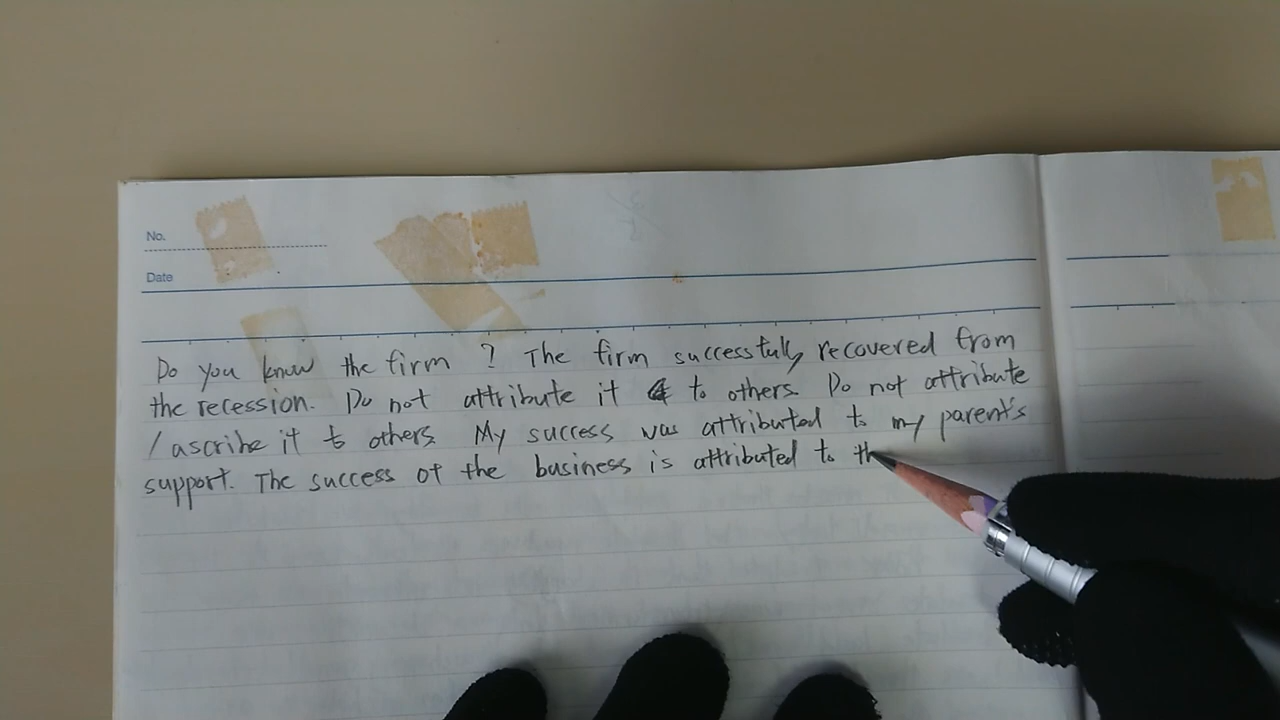 No.
Date
Do you know the firm ? The firm successfully recovered from
the recession. Do not attribute it to others. Do not attribute
/ ascribe it to others. My success was attributed to my parent's
support. The success of the business is attributed to th